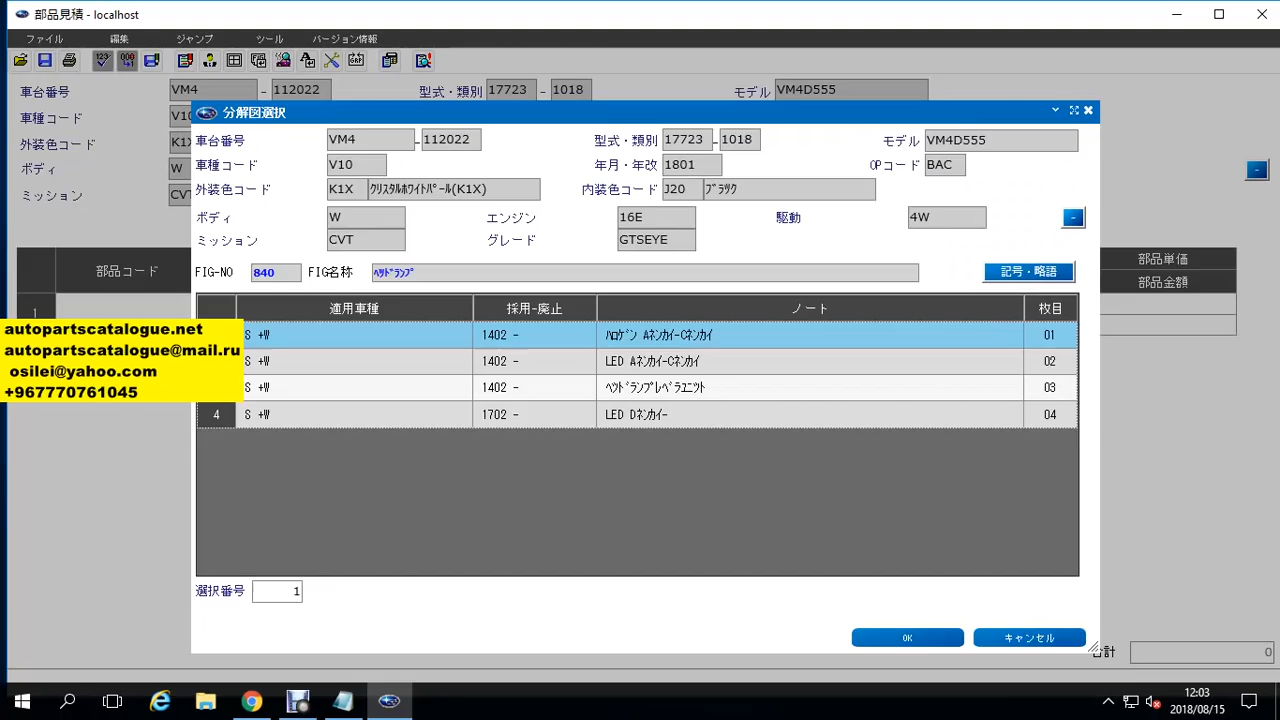 部品見積 - localhost
ファイル 編集 ジャンプ ツール バージョン情報
車台番号 VM4 - 112022 型式・類別 17723 - 1018 モデル VM4D555
車種コード V10
外装色コード K1X
ボディ W
ミッション CVT
部品コード 部品単価
部品金額
1
合計 0
分解図選択
車台番号 VM4 - 112022 型式・類別 17723 - 1018 モデル VM4D555
車種コード V10 年月・年改 1801 OPコード BAC
外装色コード K1X ｸﾘｽﾀﾙﾎﾜｲﾄﾊﾟｰﾙ(K1X) 内装色コード J20 ﾌﾞﾗﾂｸ
ボディ W エンジン 16E 駆動 4W
ミッション CVT グレード GTSEYE
FIG-NO 840 FIG名称 ﾍﾂﾄﾞﾗﾝﾌﾟ 記号・略語
適用車種 採用-廃止 ノート 枚目
S +W 1402 - ﾊﾛｹﾞﾝ Aﾈﾝｶｲ-Cﾈﾝｶｲ 01
S +W 1402 - LED Aﾈﾝｶｲ-Cﾈﾝｶｲ 02
S +W 1402 - ﾍﾂﾄﾞﾗﾝﾌﾟﾚﾍﾞﾗﾕﾆﾂﾄ 03
4 S +W 1702 - LED Dﾈﾝｶｲ- 04
選択番号 1
OK キャンセル
autopartscatalogue.net
autopartscatalogue@mail.ru
osilei@yahoo.com
+967770761045
12:03
2018/08/15